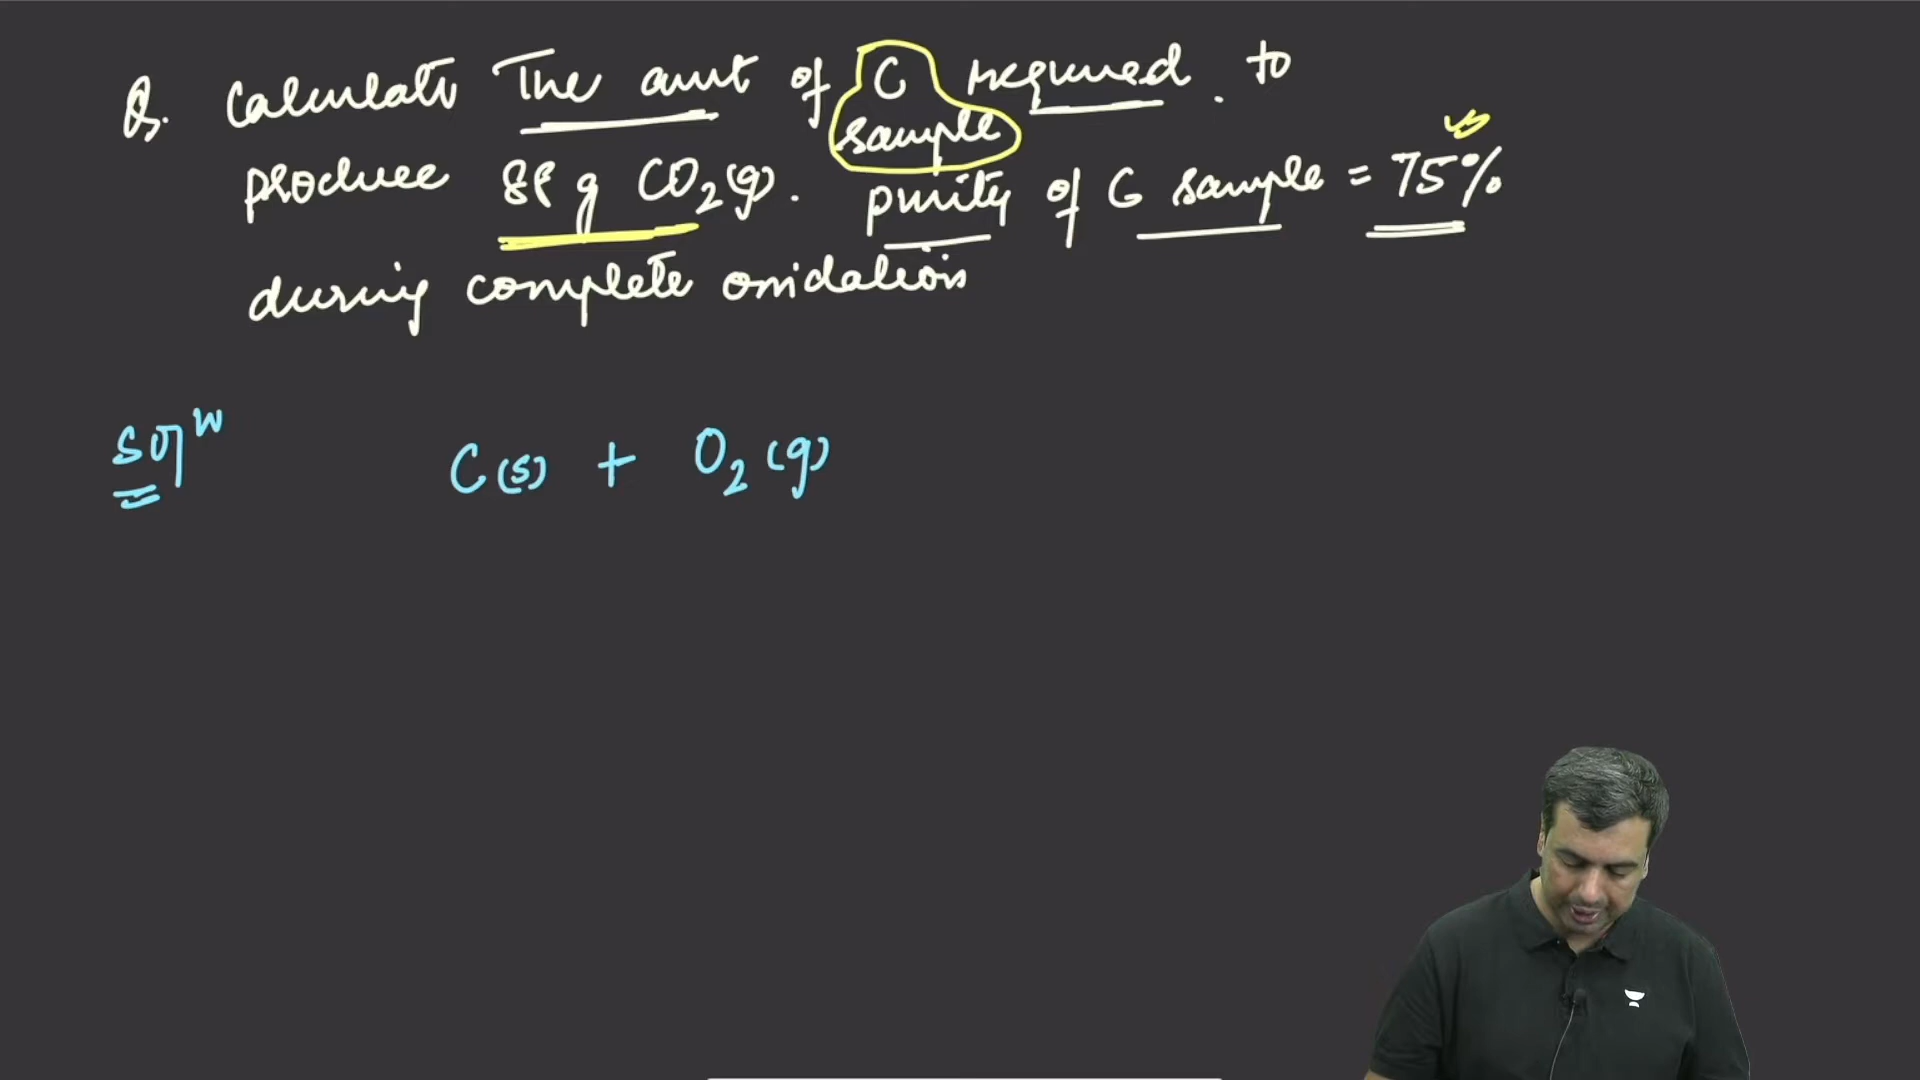 Q. Calculate The amt of C required to
sample
produce 88 g CO2(g). purity of C sample = 75%
during complete oxidation
Sol^n
C(s) + O2(g)